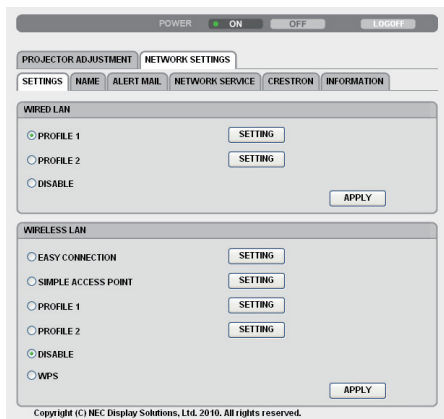 POWER ON OFF LOGOFF
PROJECTOR ADJUSTMENT NETWORK SETTINGS
SETTINGS NAME ALERT MAIL NETWORK SERVICE CRESTRON INFORMATION
WIRED LAN
PROFILE 1 SETTING
PROFILE 2 SETTING
DISABLE
APPLY
WIRELESS LAN
EASY CONNECTION SETTING
SIMPLE ACCESS POINT SETTING
PROFILE 1 SETTING
PROFILE 2 SETTING
DISABLE
WPS
APPLY
Copyright (C) NEC Display Solutions, Ltd. 2010. All rights reserved.